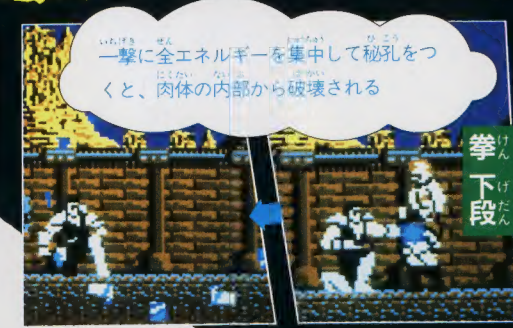 一撃に全エネルギーを集中して秘孔をつ
くと、肉体の内部から破壊される
拳 下段